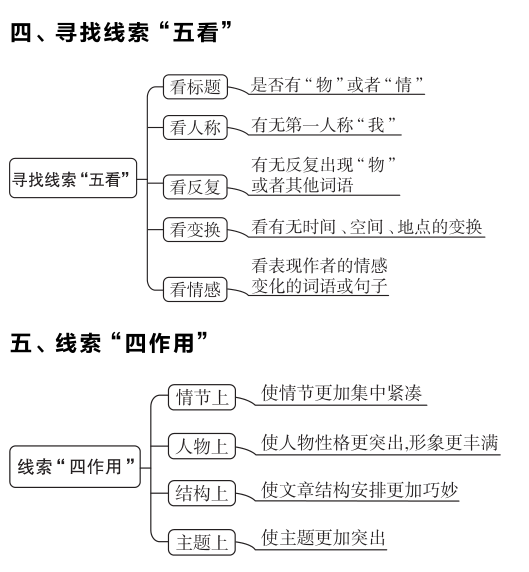 四、寻找线索“五看”
看标题
是否有“物”或者“情”
看人称
有无第一人称“我”
寻找线索“五看”
看反复
有无反复出现“物”
或者其他词语
看变换
看有无时间、空间、地点的变换
看情感
看表现作者的情感
变化的词语或句子
五、线索“四作用”
情节上
使情节更加集中紧凑
人物上
使人物性格更突出,形象更丰满
线索“四作用”
结构上
使文章结构安排更加巧妙
主题上
使主题更加突出